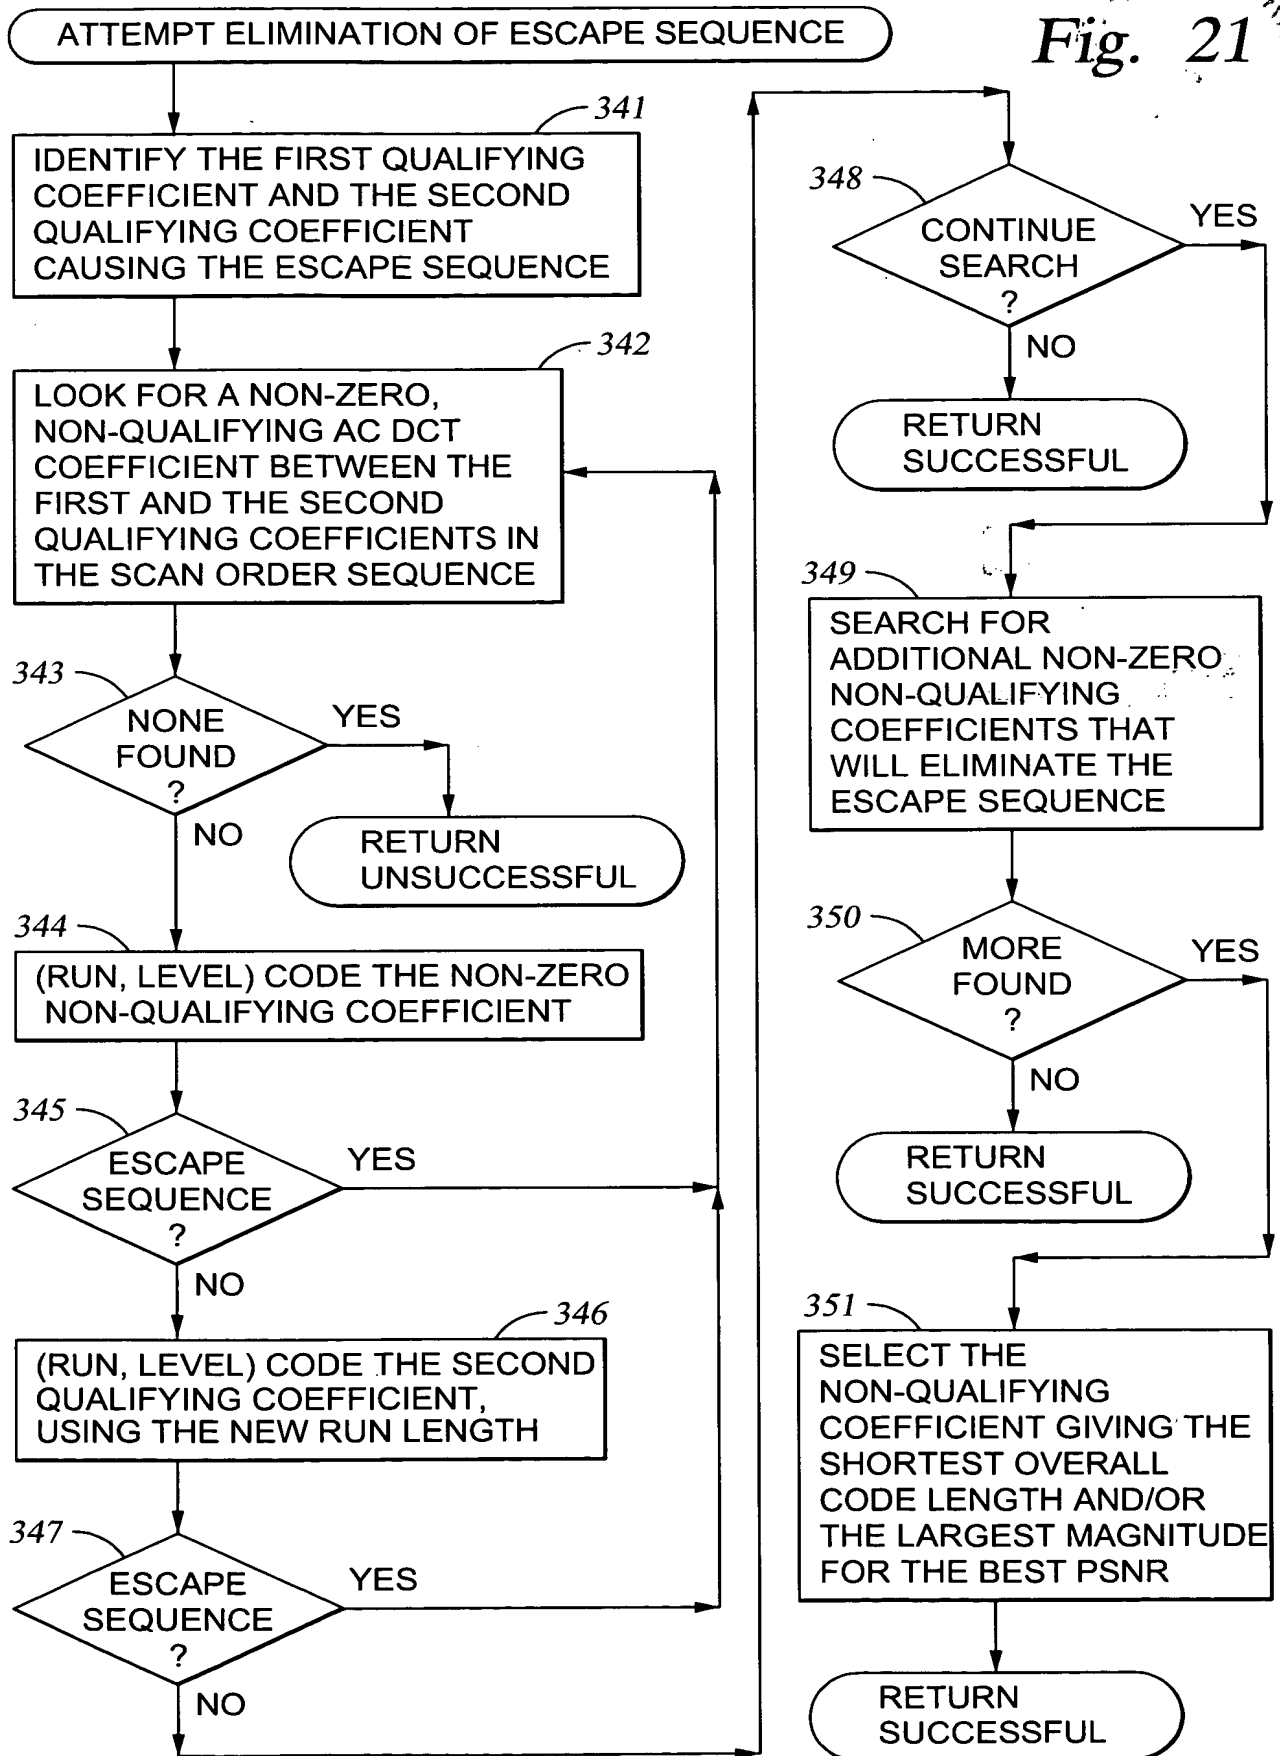 Fig. 21
ATTEMPT ELIMINATION OF ESCAPE SEQUENCE
341
IDENTIFY THE FIRST QUALIFYING
COEFFICIENT AND THE SECOND
QUALIFYING COEFFICIENT
CAUSING THE ESCAPE SEQUENCE
342
LOOK FOR A NON-ZERO,
NON-QUALIFYING AC DCT
COEFFICIENT BETWEEN THE
FIRST AND THE SECOND
QUALIFYING COEFFICIENTS IN
THE SCAN ORDER SEQUENCE
343
NONE
FOUND
?
YES
NO
RETURN
UNSUCCESSFUL
344
(RUN, LEVEL) CODE THE NON-ZERO
NON-QUALIFYING COEFFICIENT
345
ESCAPE
SEQUENCE
?
YES
NO
346
(RUN, LEVEL) CODE THE SECOND
QUALIFYING COEFFICIENT,
USING THE NEW RUN LENGTH
347
ESCAPE
SEQUENCE
?
YES
NO
348
CONTINUE
SEARCH
?
YES
NO
RETURN
SUCCESSFUL
349
SEARCH FOR
ADDITIONAL NON-ZERO
NON-QUALIFYING
COEFFICIENTS THAT
WILL ELIMINATE THE
ESCAPE SEQUENCE
350
MORE
FOUND
?
YES
NO
RETURN
SUCCESSFUL
351
SELECT THE
NON-QUALIFYING
COEFFICIENT GIVING THE
SHORTEST OVERALL
CODE LENGTH AND/OR
THE LARGEST MAGNITUDE
FOR THE BEST PSNR
RETURN
SUCCESSFUL